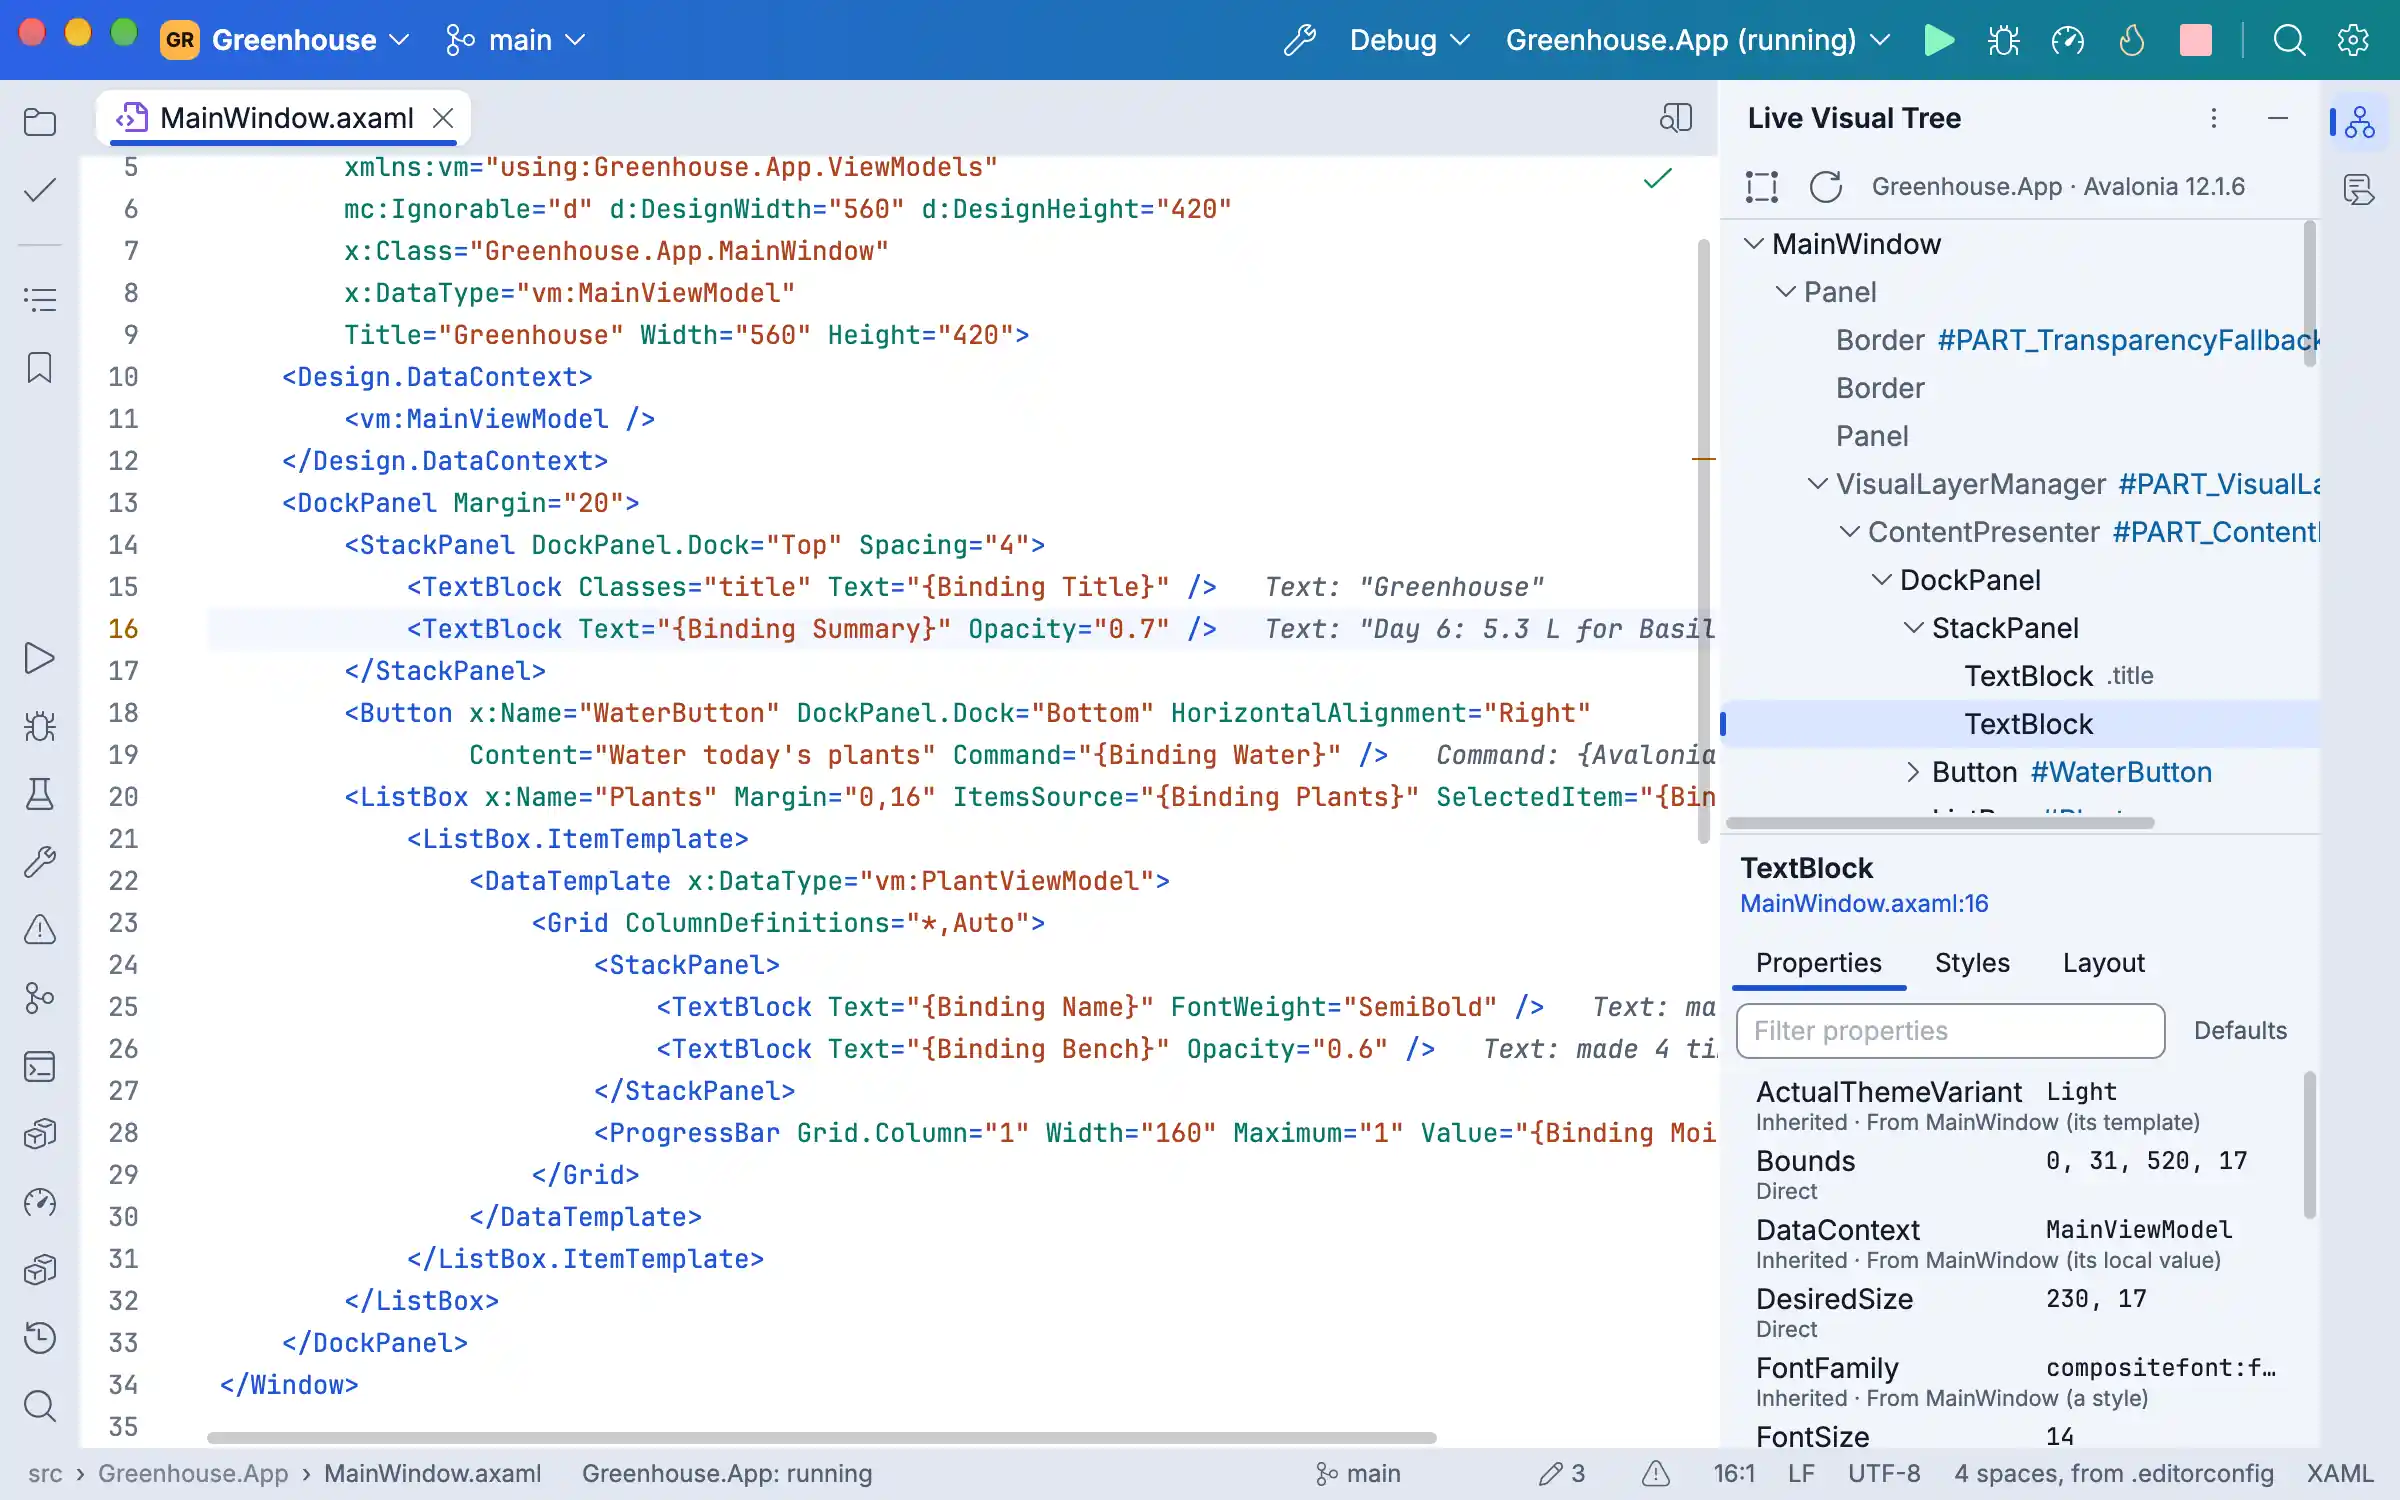 GR Greenhouse main Debug Greenhouse.App (running)
MainWindow.axaml
5 xmlns:vm="using:Greenhouse.App.ViewModels"
6 mc:Ignorable="d" d:DesignWidth="560" d:DesignHeight="420"
7 x:Class="Greenhouse.App.MainWindow"
8 x:DataType="vm:MainViewModel"
9 Title="Greenhouse" Width="560" Height="420">
10 <Design.DataContext>
11 <vm:MainViewModel />
12 </Design.DataContext>
13 <DockPanel Margin="20">
14 <StackPanel DockPanel.Dock="Top" Spacing="4">
15 <TextBlock Classes="title" Text="{Binding Title}" /> Text: "Greenhouse"
16 <TextBlock Text="{Binding Summary}" Opacity="0.7" /> Text: "Day 6: 5.3 L for Basil
17 </StackPanel>
18 <Button x:Name="WaterButton" DockPanel.Dock="Bottom" HorizontalAlignment="Right"
19 Content="Water today's plants" Command="{Binding Water}" /> Command: {Avalonia
20 <ListBox x:Name="Plants" Margin="0,16" ItemsSource="{Binding Plants}" SelectedItem="{Bin
21 <ListBox.ItemTemplate>
22 <DataTemplate x:DataType="vm:PlantViewModel">
23 <Grid ColumnDefinitions="*,Auto">
24 <StackPanel>
25 <TextBlock Text="{Binding Name}" FontWeight="SemiBold" /> Text: ma
26 <TextBlock Text="{Binding Bench}" Opacity="0.6" /> Text: made 4 ti
27 </StackPanel>
28 <ProgressBar Grid.Column="1" Width="160" Maximum="1" Value="{Binding Moi
29 </Grid>
30 </DataTemplate>
31 </ListBox.ItemTemplate>
32 </ListBox>
33 </DockPanel>
34 </Window>
35
Live Visual Tree
Greenhouse.App · Avalonia 12.1.6
MainWindow
Panel
Border #PART_TransparencyFallback
Border
Panel
VisualLayerManager #PART_VisualLa
ContentPresenter #PART_Content
DockPanel
StackPanel
TextBlock .title
TextBlock
Button #WaterButton
TextBlock
MainWindow.axaml:16
Properties Styles Layout
Filter properties Defaults
ActualThemeVariant Light
Inherited · From MainWindow (its template)
Bounds 0, 31, 520, 17
Direct
DataContext MainViewModel
Inherited · From MainWindow (its local value)
DesiredSize 230, 17
Direct
FontFamily compositefont:f…
Inherited · From MainWindow (a style)
FontSize 14
src › Greenhouse.App › MainWindow.axaml Greenhouse.App: running main 3 16:1 LF UTF-8 4 spaces, from .editorconfig XAML